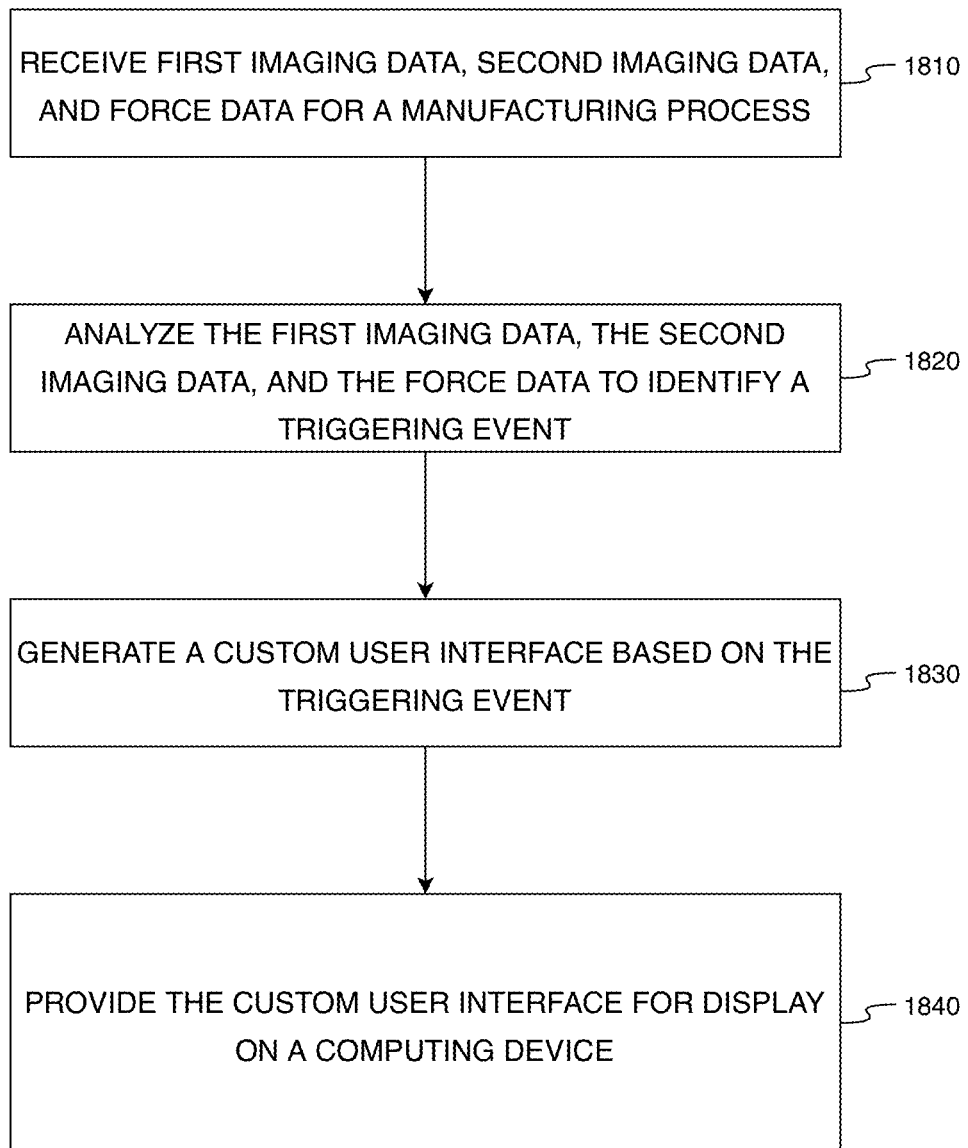 RECEIVE FIRST IMAGING DATA, SECOND IMAGING DATA,
AND FORCE DATA FOR A MANUFACTURING PROCESS
1810
ANALYZE THE FIRST IMAGING DATA, THE SECOND
IMAGING DATA, AND THE FORCE DATA TO IDENTIFY A
TRIGGERING EVENT
1820
GENERATE A CUSTOM USER INTERFACE BASED ON THE
TRIGGERING EVENT
1830
PROVIDE THE CUSTOM USER INTERFACE FOR DISPLAY
ON A COMPUTING DEVICE
1840